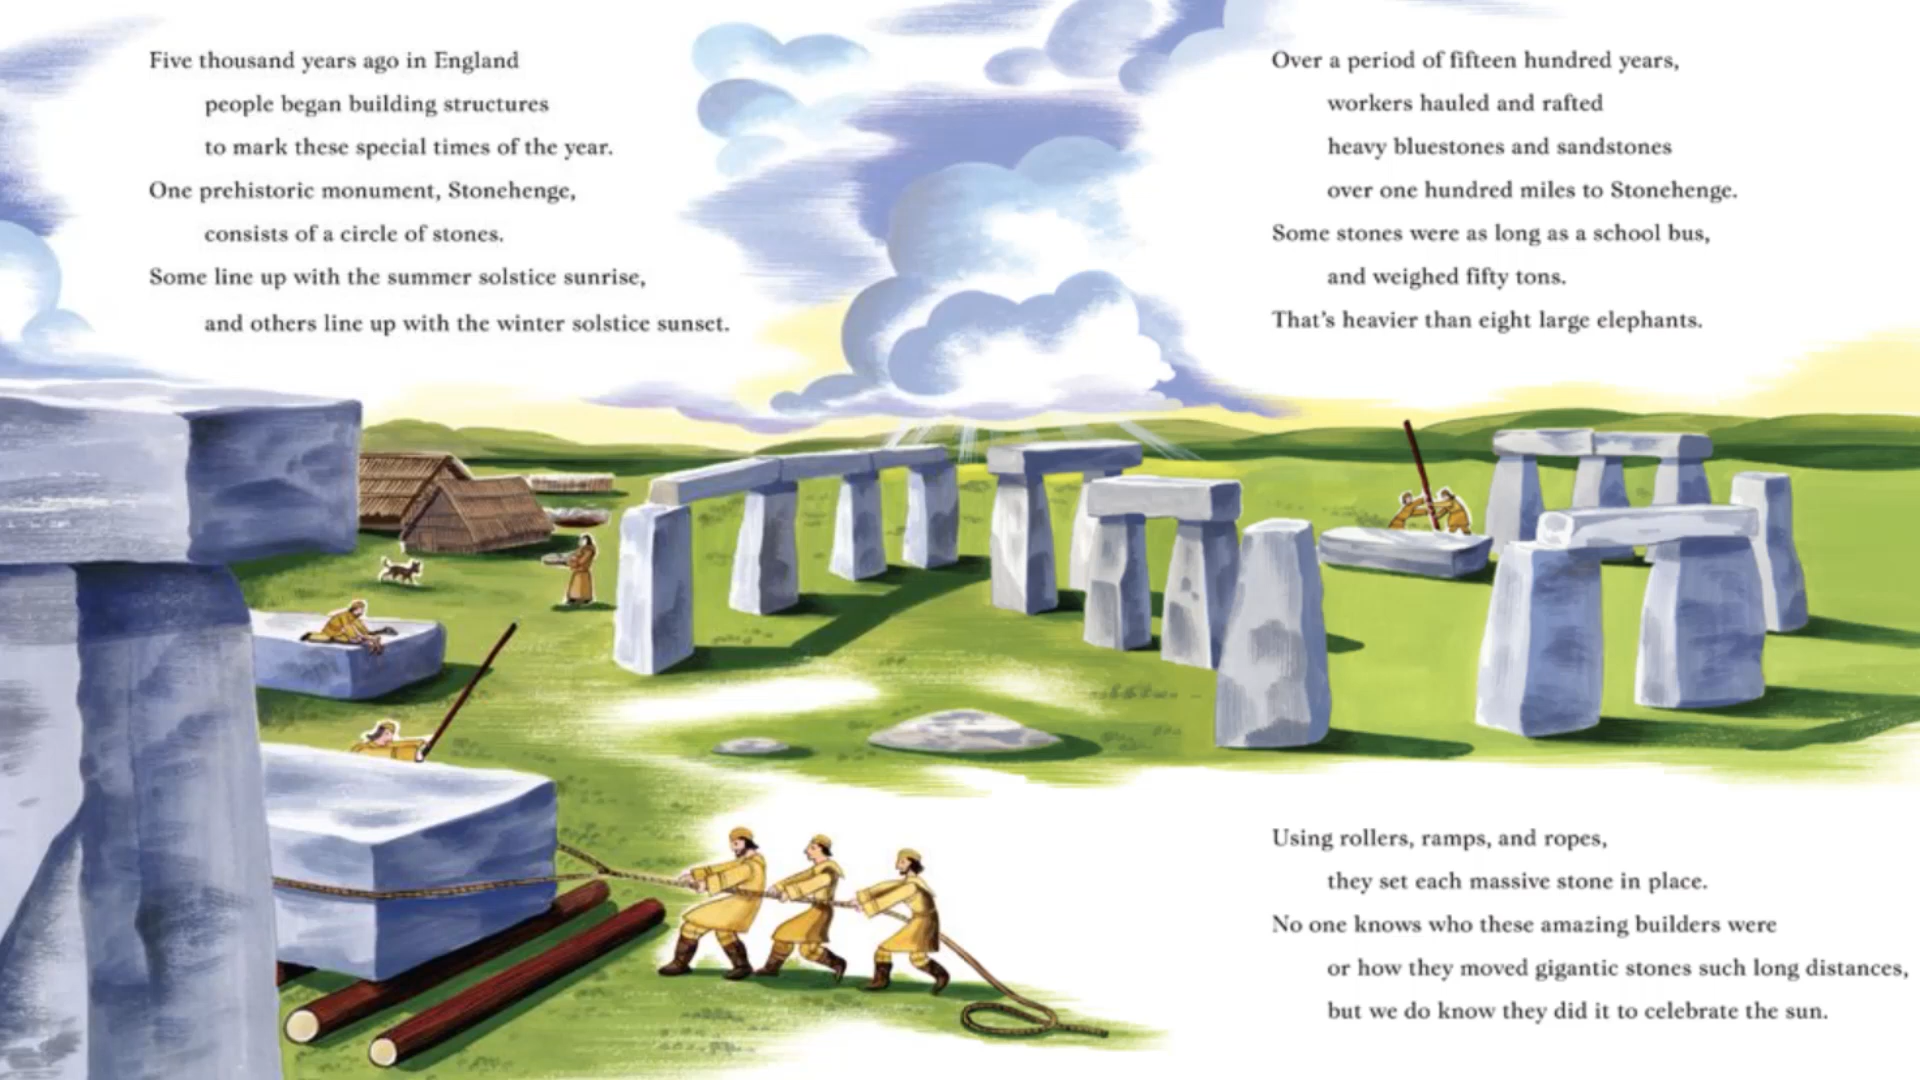 Five thousand years ago in England
people began building structures
to mark these special times of the year.
One prehistoric monument, Stonehenge,
consists of a circle of stones.
Some line up with the summer solstice sunrise,
and others line up with the winter solstice sunset.
Over a period of fifteen hundred years,
workers hauled and rafted
heavy bluestones and sandstones
over one hundred miles to Stonehenge.
Some stones were as long as a school bus,
and weighed fifty tons.
That's heavier than eight large elephants.
Using rollers, ramps, and ropes,
they set each massive stone in place.
No one knows who these amazing builders were
or how they moved gigantic stones such long distances,
but we do know they did it to celebrate the sun.